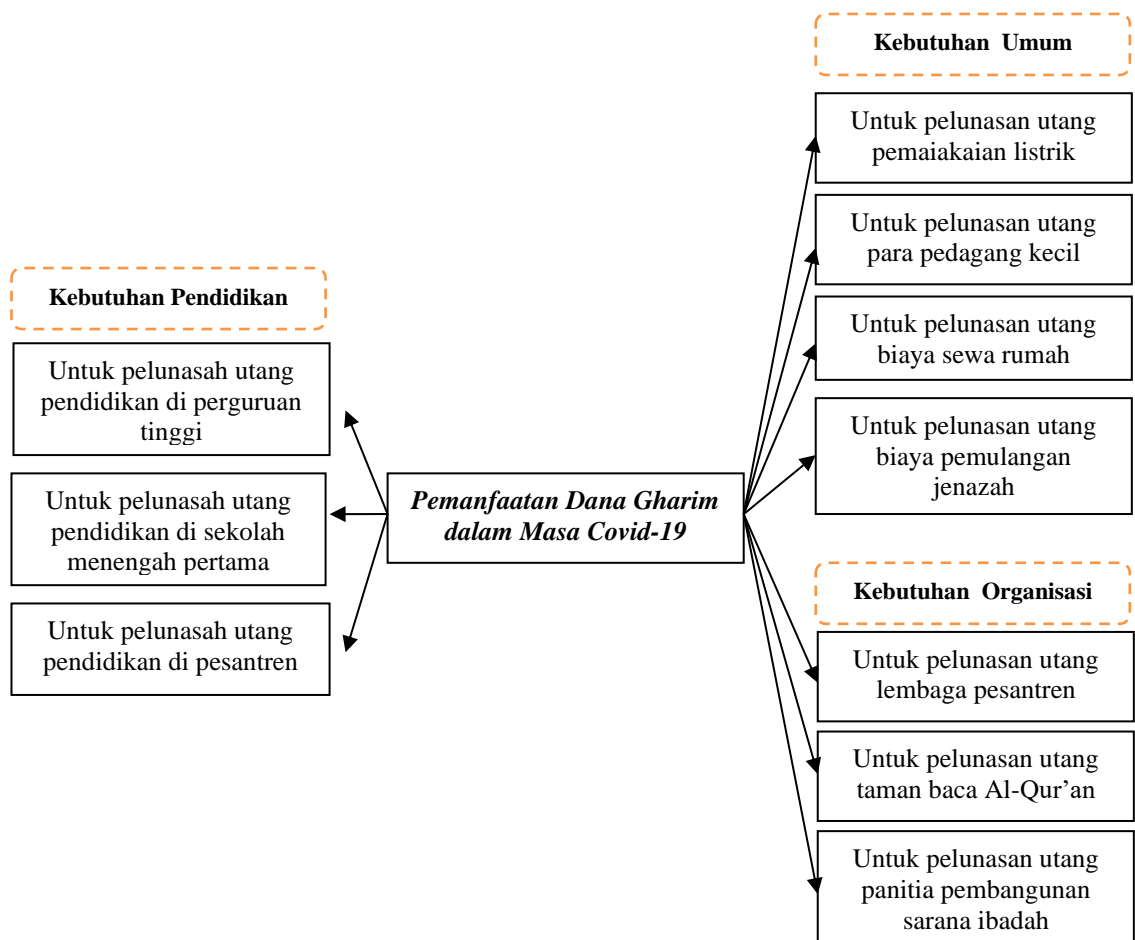 Kebutuhan Umum
Untuk pelunasan utang
pemaiakaian listrik
Untuk pelunasan utang
para pedagang kecil
Untuk pelunasan utang
biaya sewa rumah
Untuk pelunasan utang
biaya pemulangan
jenazah
Kebutuhan Pendidikan
Untuk pelunasah utang
pendidikan di perguruan
tinggi
Untuk pelunasah utang
pendidikan di sekolah
menengah pertama
Untuk pelunasah utang
pendidikan di pesantren
Pemanfaatan Dana Gharim
dalam Masa Covid-19
Kebutuhan Organisasi
Untuk pelunasan utang
lembaga pesantren
Untuk pelunasan utang
taman baca Al-Qur’an
Untuk pelunasan utang
panitia pembangunan
sarana ibadah